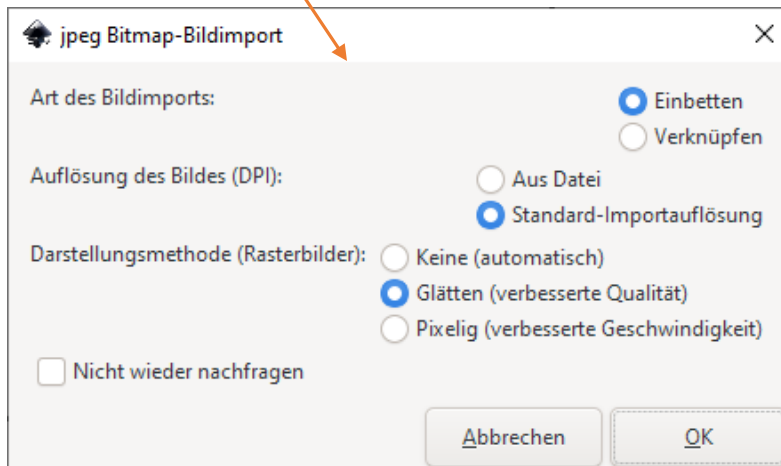 jpeg Bitmap-Bildimport
Art des Bildimports:
Einbetten
Verknüpfen
Auflösung des Bildes (DPI):
Aus Datei
Standard-Importauflösung
Darstellungsmethode (Rasterbilder):
Keine (automatisch)
Glätten (verbesserte Qualität)
Pixelig (verbesserte Geschwindigkeit)
Nicht wieder nachfragen
Abbrechen
OK